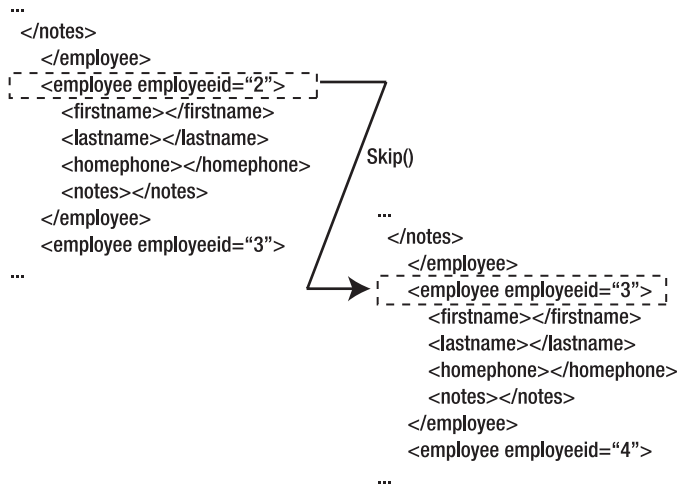 ...
</notes>
</employee>
<employee employeeid=“2”>
<firstname></firstname>
<lastname></lastname>
<homephone></homephone>
<notes></notes>
</employee>
<employee employeeid=“3”>
...
Skip()
...
</notes>
</employee>
<employee employeeid=“3”>
<firstname></firstname>
<lastname></lastname>
<homephone></homephone>
<notes></notes>
</employee>
<employee employeeid=“4”>
...